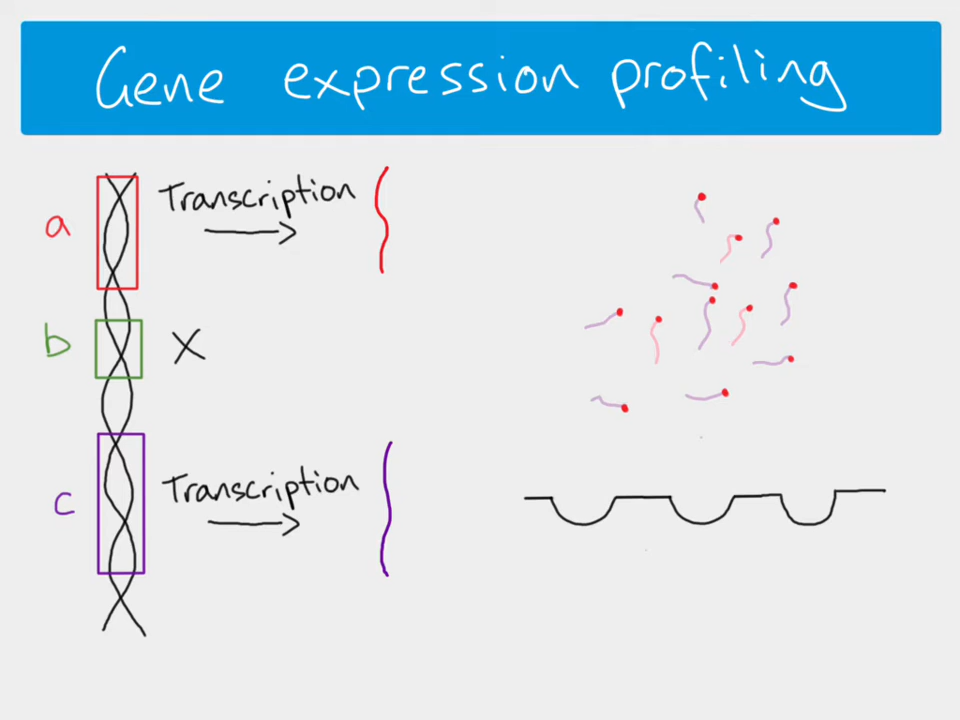 Gene expression profiling
a
Transcription
b
X
c
Transcription